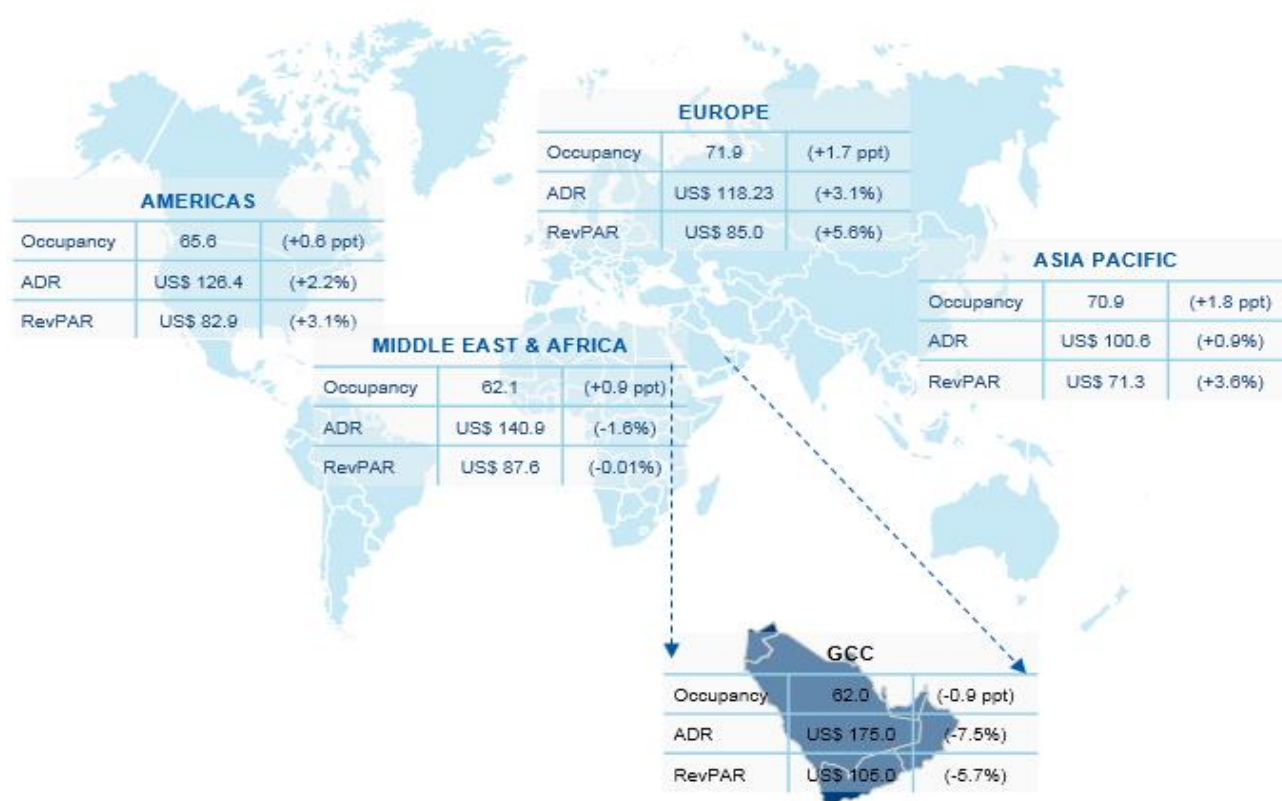 EUROPE
Occupancy 71.9 (+1.7 ppt)
ADR US$ 118.23 (+3.1%)
RevPAR US$ 85.0 (+5.6%)
AMERICAS
Occupancy 65.6 (+0.6 ppt)
ADR US$ 126.4 (+2.2%)
RevPAR US$ 82.9 (+3.1%)
ASIA PACIFIC
Occupancy 70.9 (+1.8 ppt)
ADR US$ 100.6 (+0.9%)
RevPAR US$ 71.3 (+3.6%)
MIDDLE EAST & AFRICA
Occupancy 62.1 (+0.9 ppt)
ADR US$ 140.9 (-1.6%)
RevPAR US$ 87.6 (-0.01%)
GCC
Occupancy 62.0 (-0.9 ppt)
ADR US$ 175.0 (-7.5%)
RevPAR US$ 105.0 (-5.7%)